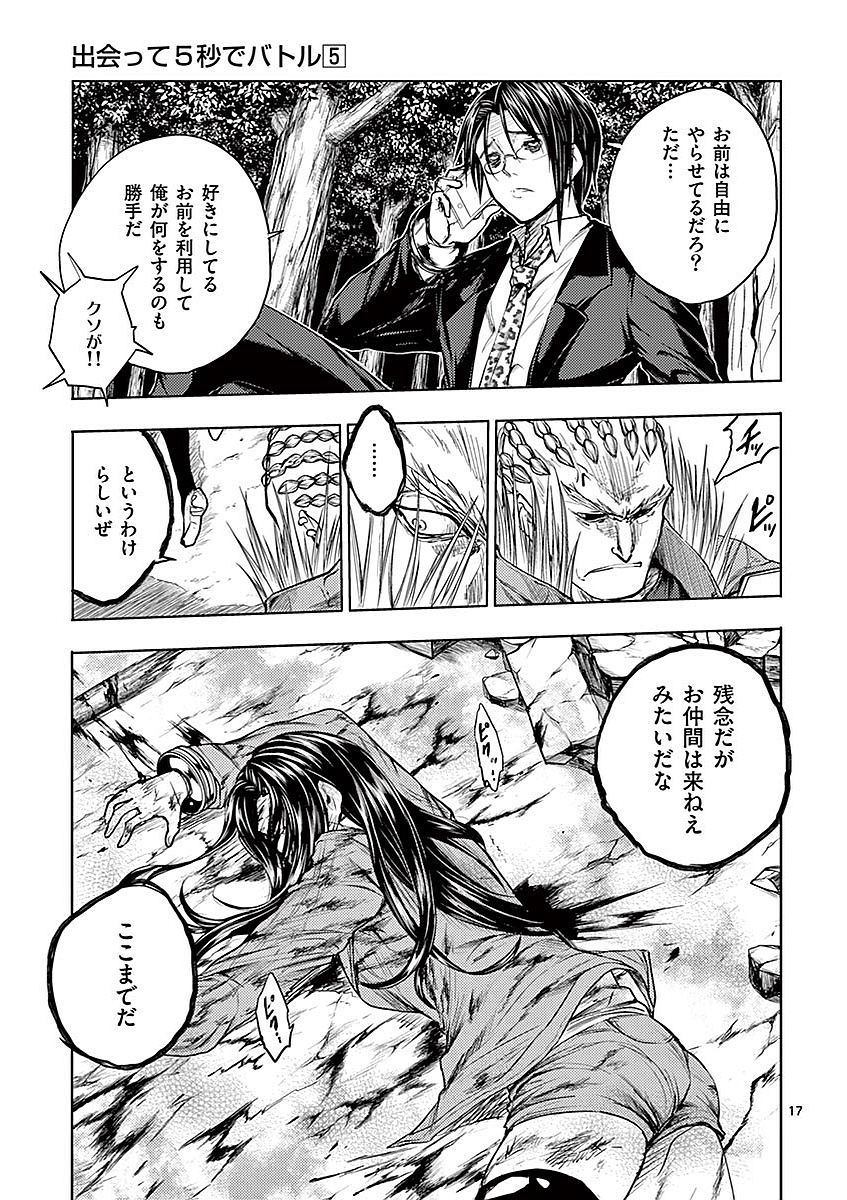 出会って5秒でバトル5
お前は自由に
やらせてるだろ？
ただ…
好きにしてる
お前を利用して
俺が何をするのも
勝手だ
クソが!!
チッ
ピッ
……
というわけ
らしいぜ
残念だが
お仲間は来ねえ
みたいだな
ピク…
ピク…
ここまでだ
17